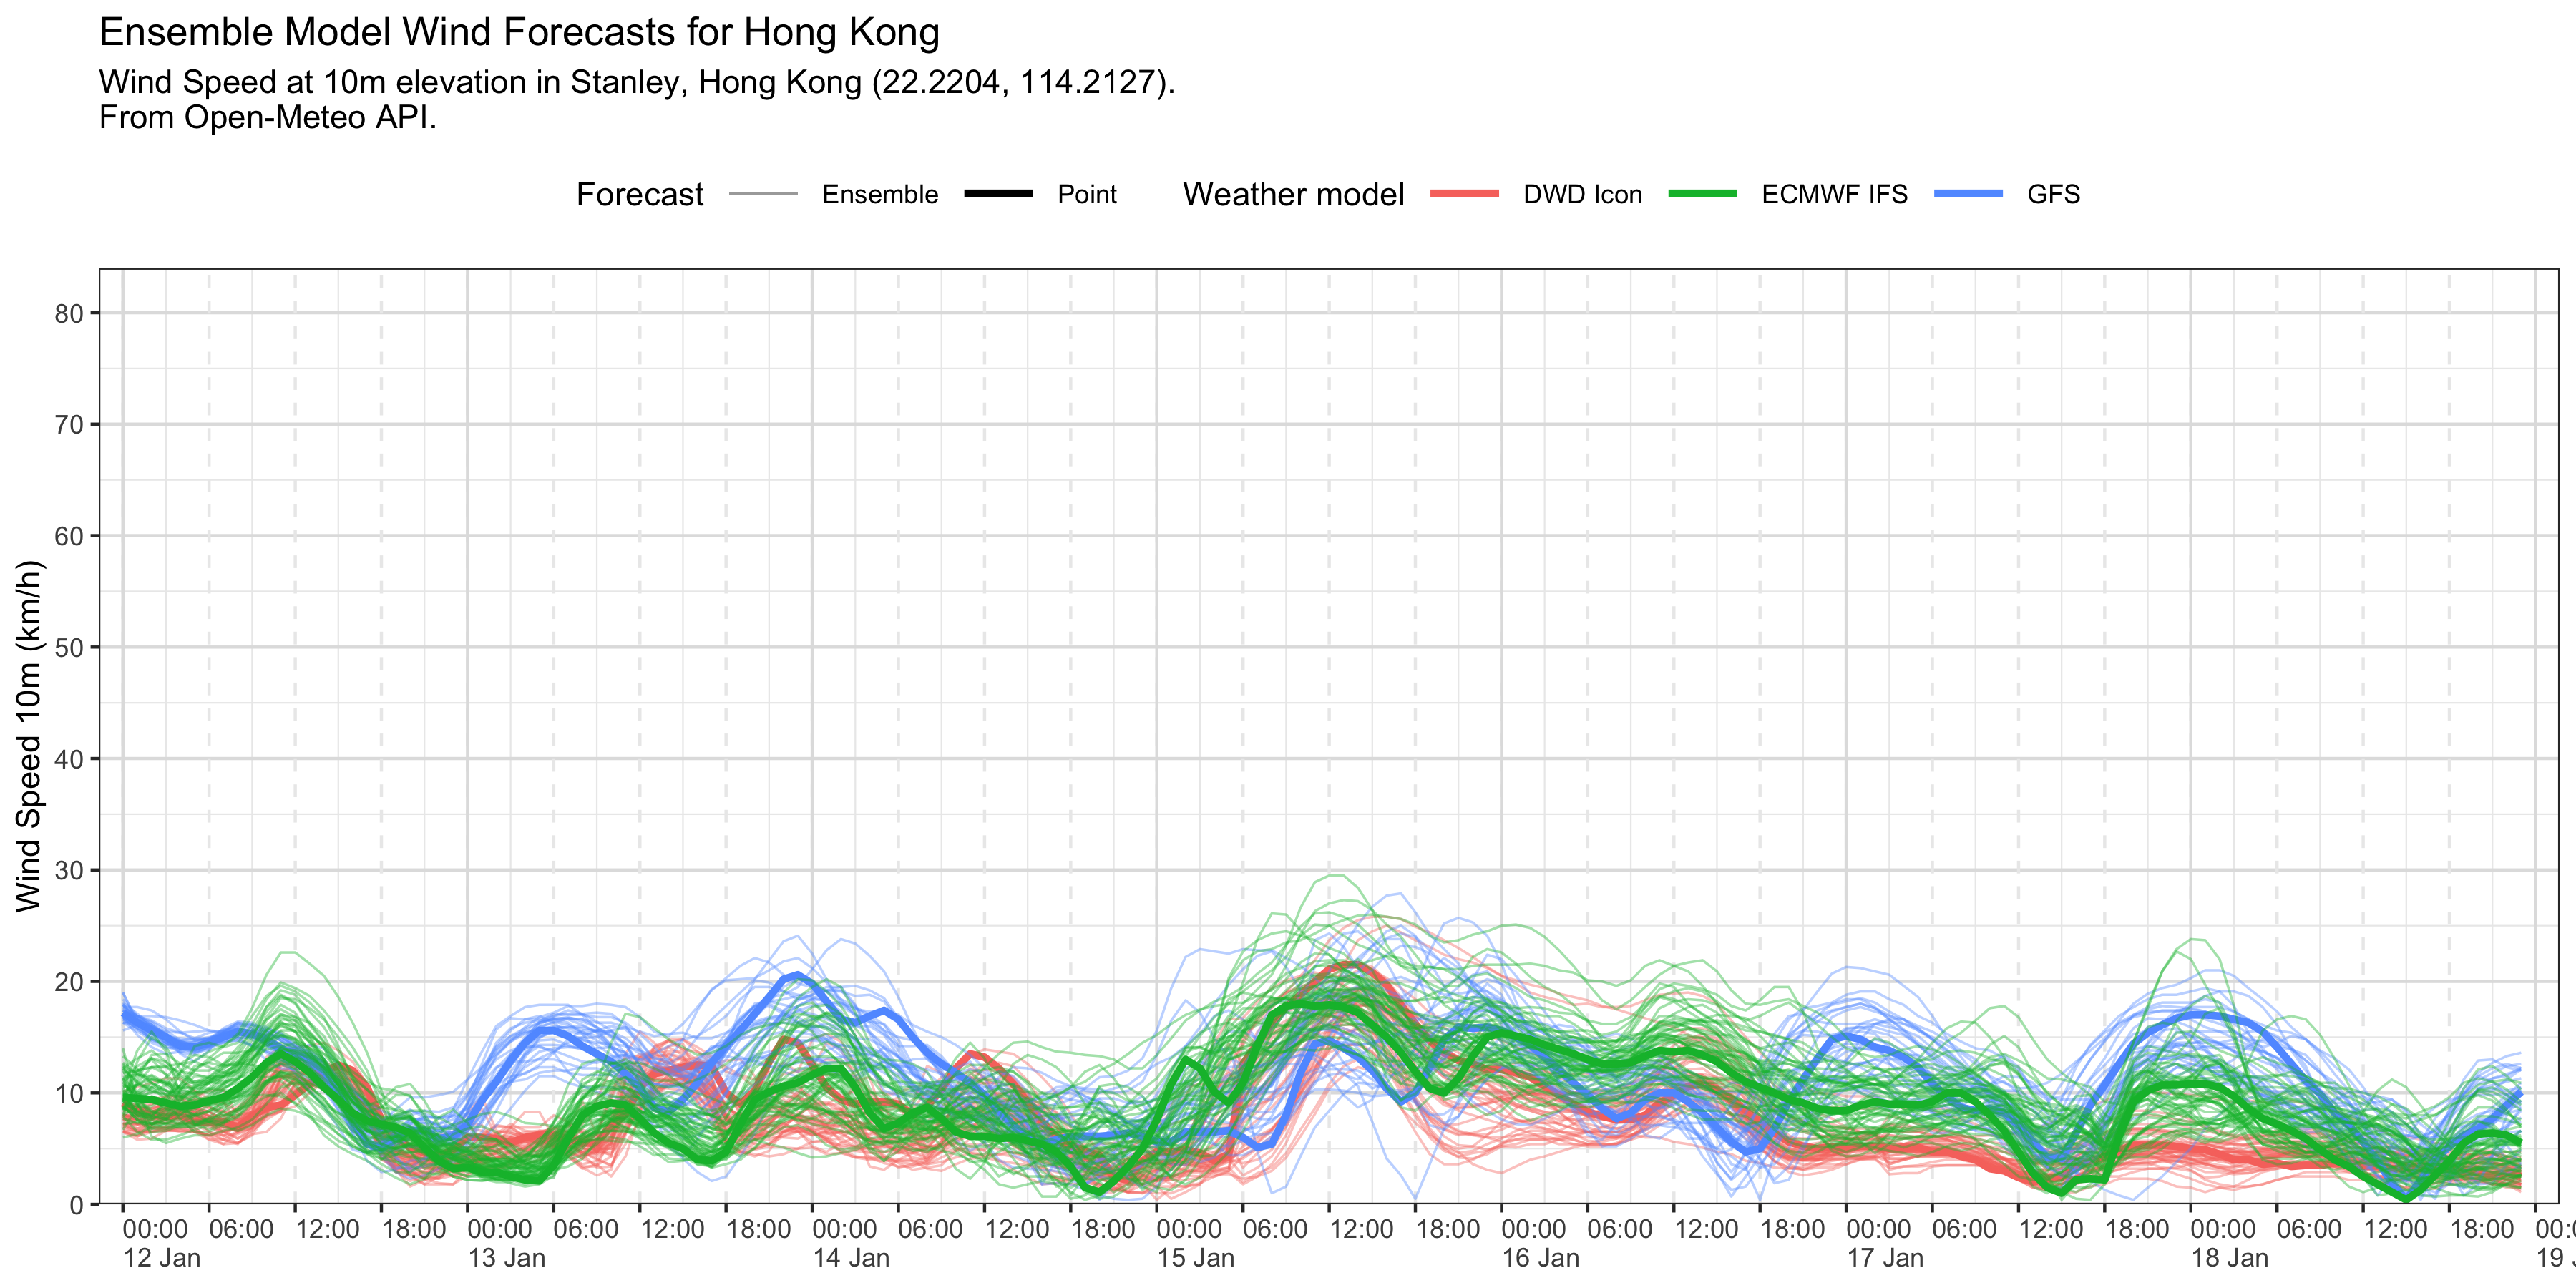 Ensemble Model Wind Forecasts for Hong Kong
Wind Speed at 10m elevation in Stanley, Hong Kong (22.2204, 114.2127).
From Open-Meteo API.
Forecast Ensemble Point Weather model DWD Icon ECMWF IFS GFS
Wind Speed 10m (km/h)
80
70
60
50
40
30
20
10
0
00:00 06:00 12:00 18:00 00:00 06:00 12:00 18:00 00:00 06:00 12:00 18:00 00:00 06:00 12:00 18:00 00:00 06:00 12:00 18:00 00:00 06:00 12:00 18:00 00:00 06:00 12:00 18:00
12 Jan 13 Jan 14 Jan 15 Jan 16 Jan 17 Jan 18 Jan 19